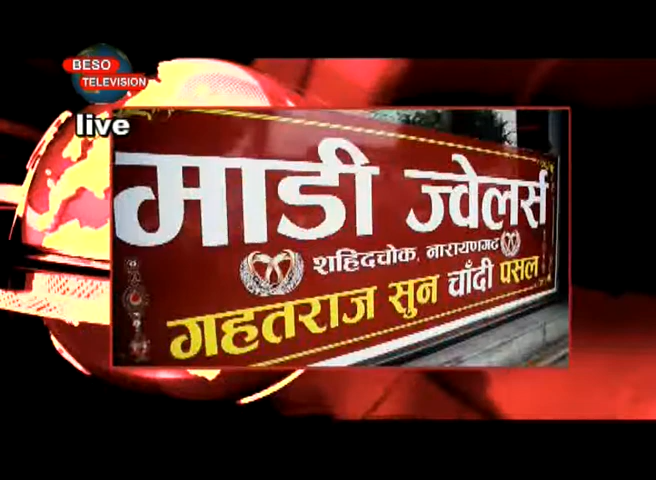 BESO
TELEVISION
live
माडी ज्वेलर्स
शहिदचोक, नारायणगढ
गहतराज सुन चाँदी पसल